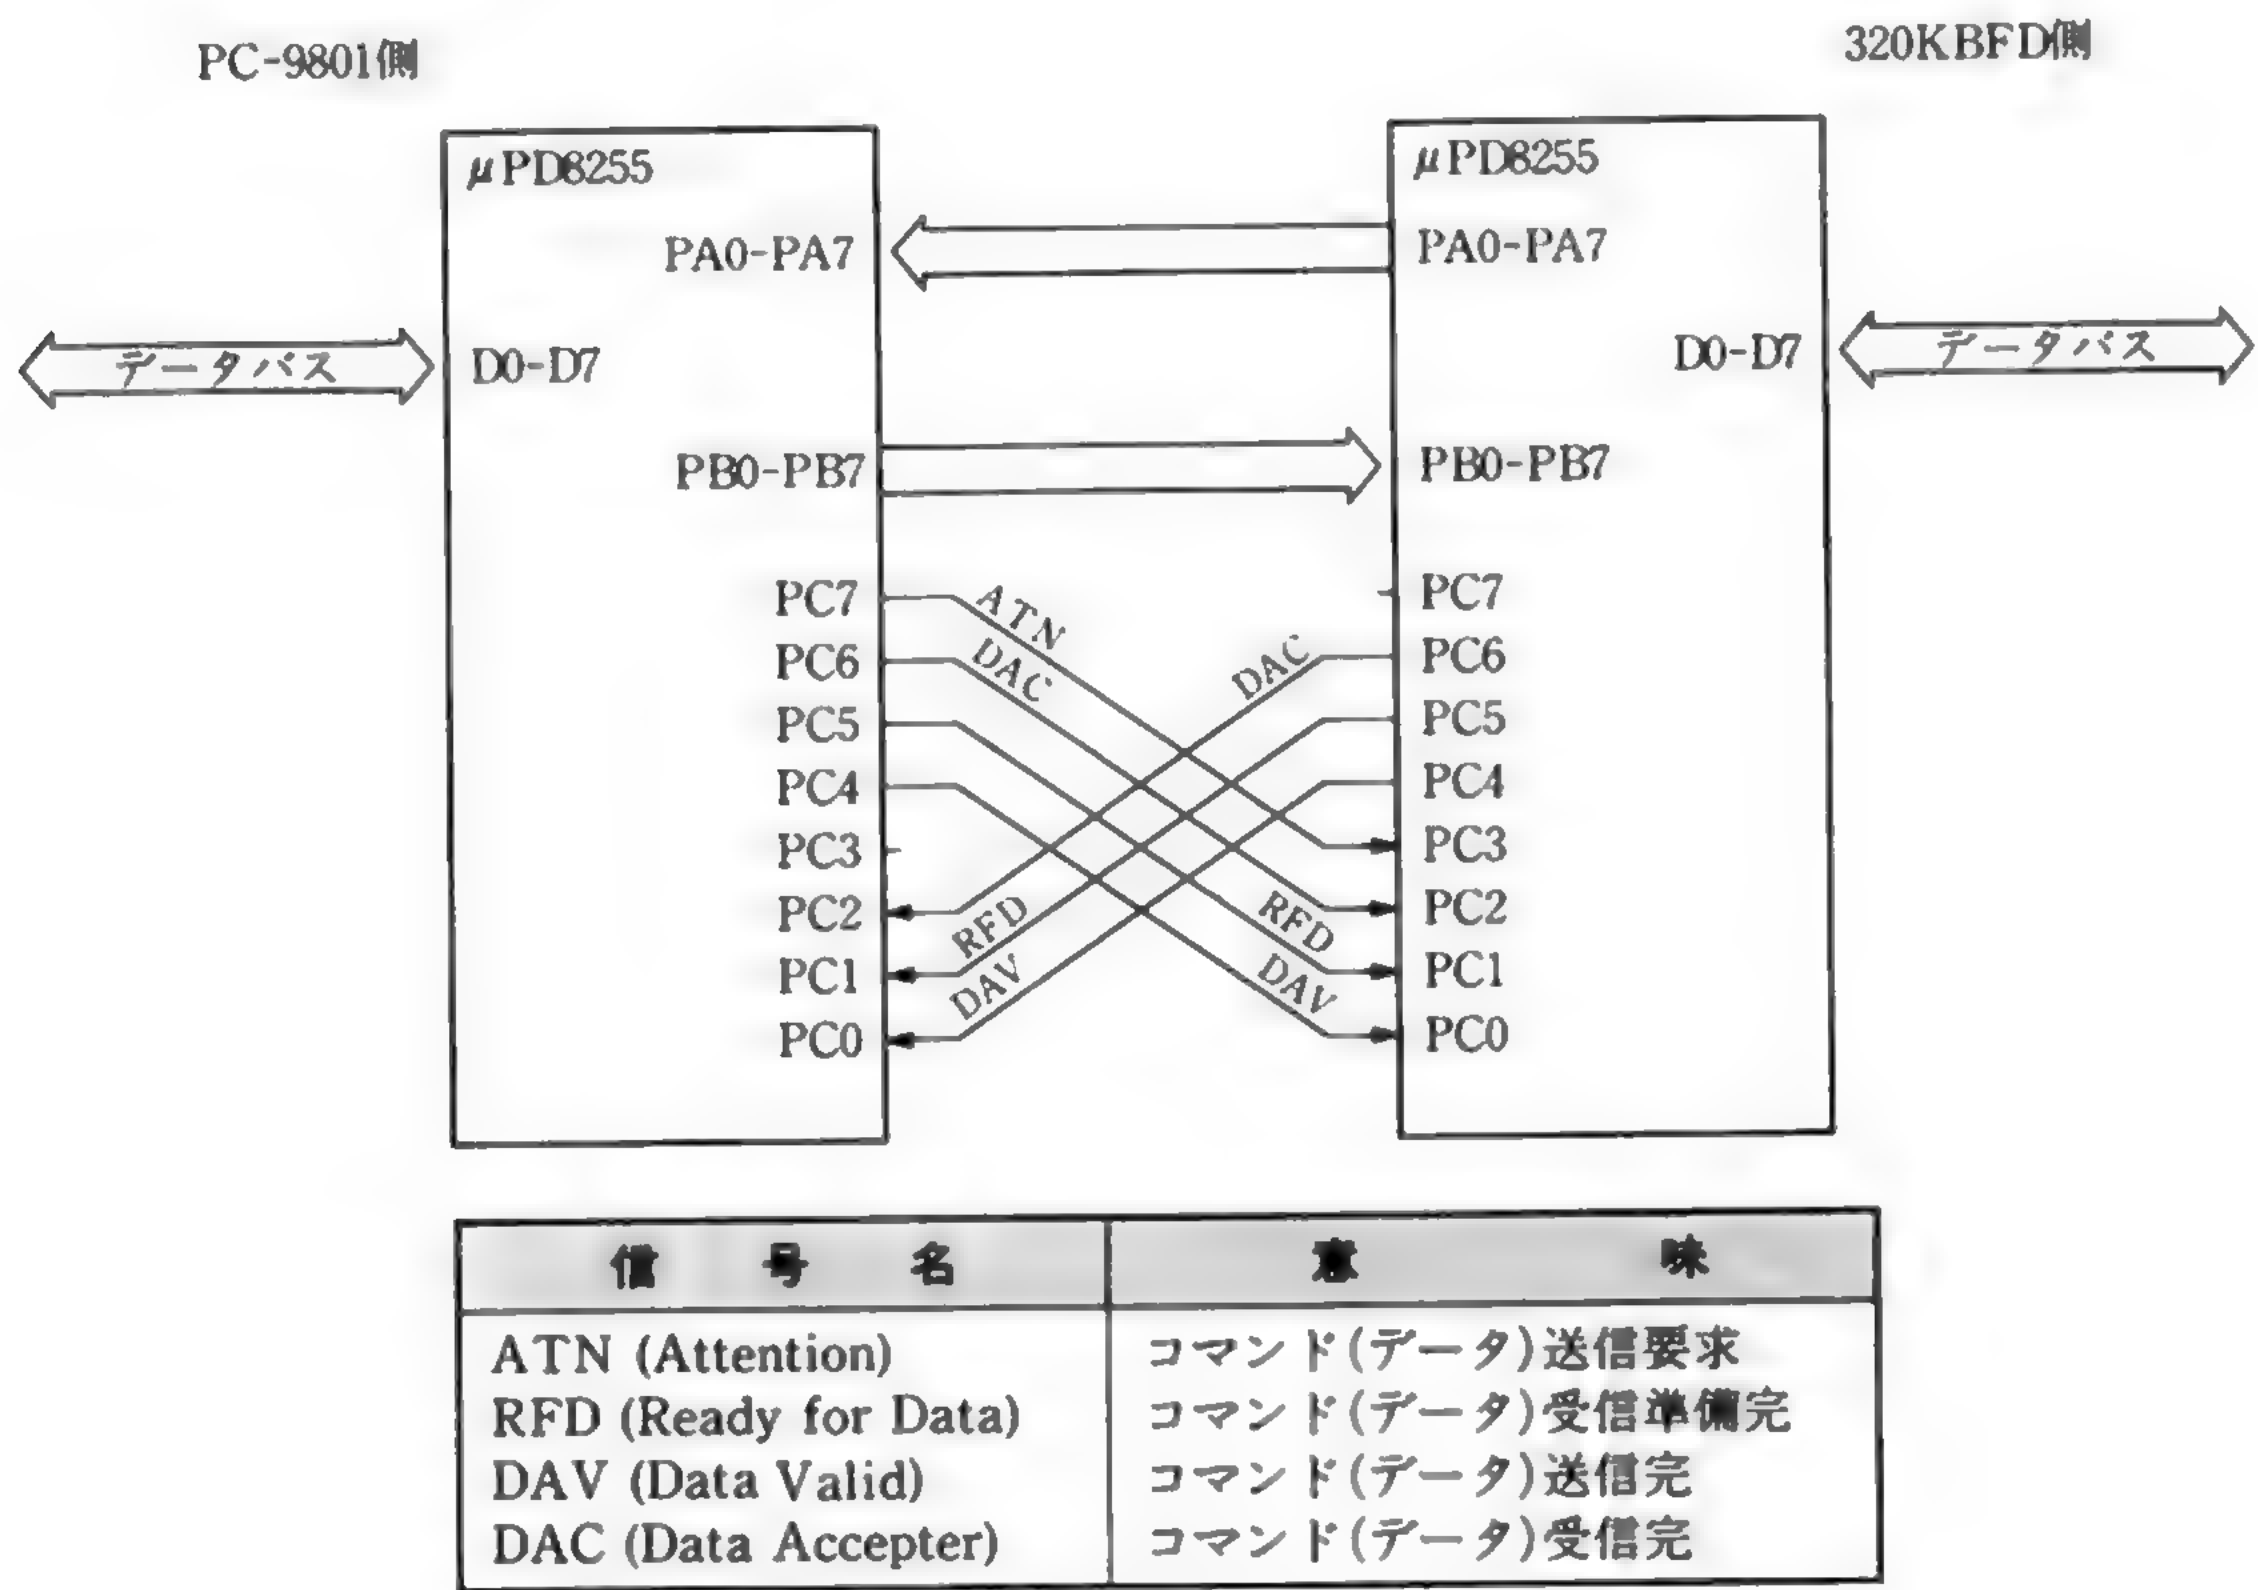 PC-9801側
320KBFD側
μPD8255
PA0-PA7
D0-D7
PB0-PB7
PC7
PC6
PC5
PC4
PC3
PC2
PC1
PC0
データバス
ATN
DAC
DAC
RFD
DAV
RFD
DAV
μPD8255
PA0-PA7
D0-D7
PB0-PB7
PC7
PC6
PC5
PC4
PC3
PC2
PC1
PC0
データバス
信号名 意味
ATN (Attention) コマンド(データ)送信要求
RFD (Ready for Data) コマンド(データ)受信準備完
DAV (Data Valid) コマンド(データ)送信完
DAC (Data Accepter) コマンド(データ)受信完